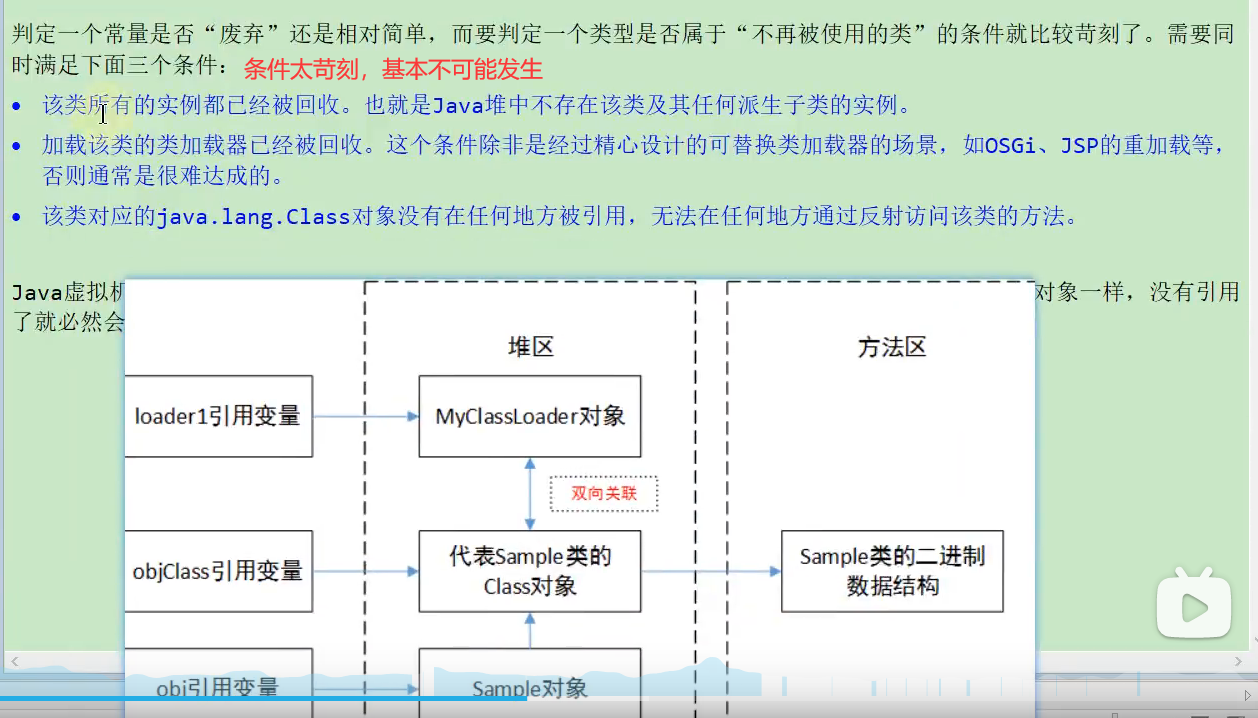 判定一个常量是否“废弃”还是相对简单，而要判定一个类型是否属于“不再被使用的类”的条件就比较苛刻了。需要同
时满足下面三个条件： 条件太苛刻，基本不可能发生
• 该类所有的实例都已经被回收。也就是Java堆中不存在该类及其任何派生子类的实例。
• 加载该类的类加载器已经被回收。这个条件除非是经过精心设计的可替换类加载器的场景，如OSGi、JSP的重加载等，
否则通常是很难达成的。
• 该类对应的java.lang.Class对象没有在任何地方被引用，无法在任何地方通过反射访问该类的方法。
Java虚拟机 对象一样，没有引用
了就必然会
堆区
方法区
loader1引用变量
MyClassLoader对象
双向关联
objClass引用变量
代表Sample类的
Class对象
Sample类的二进制
数据结构
obj引用变量
Sample对象